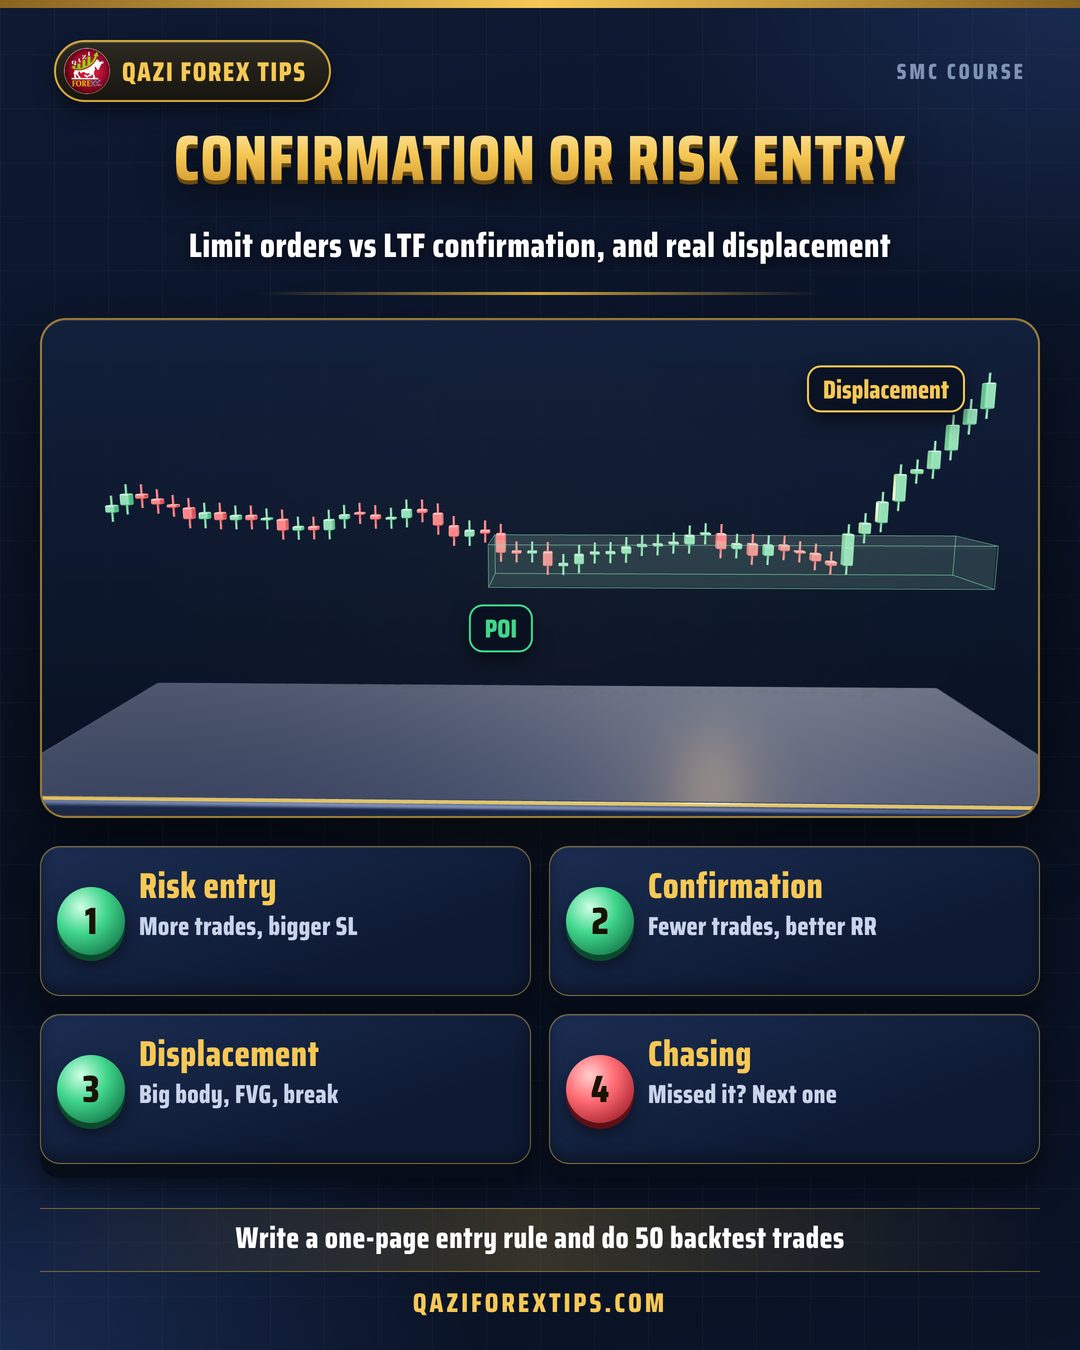 QAZI
FOREX
QAZI FOREX TIPS
SMC COURSE
CONFIRMATION OR RISK ENTRY
Limit orders vs LTF confirmation, and real displacement
Displacement
POI
1
Risk entry
More trades, bigger SL
2
Confirmation
Fewer trades, better RR
3
Displacement
Big body, FVG, break
4
Chasing
Missed it? Next one
Write a one-page entry rule and do 50 backtest trades
QAZIFOREXTIPS.COM